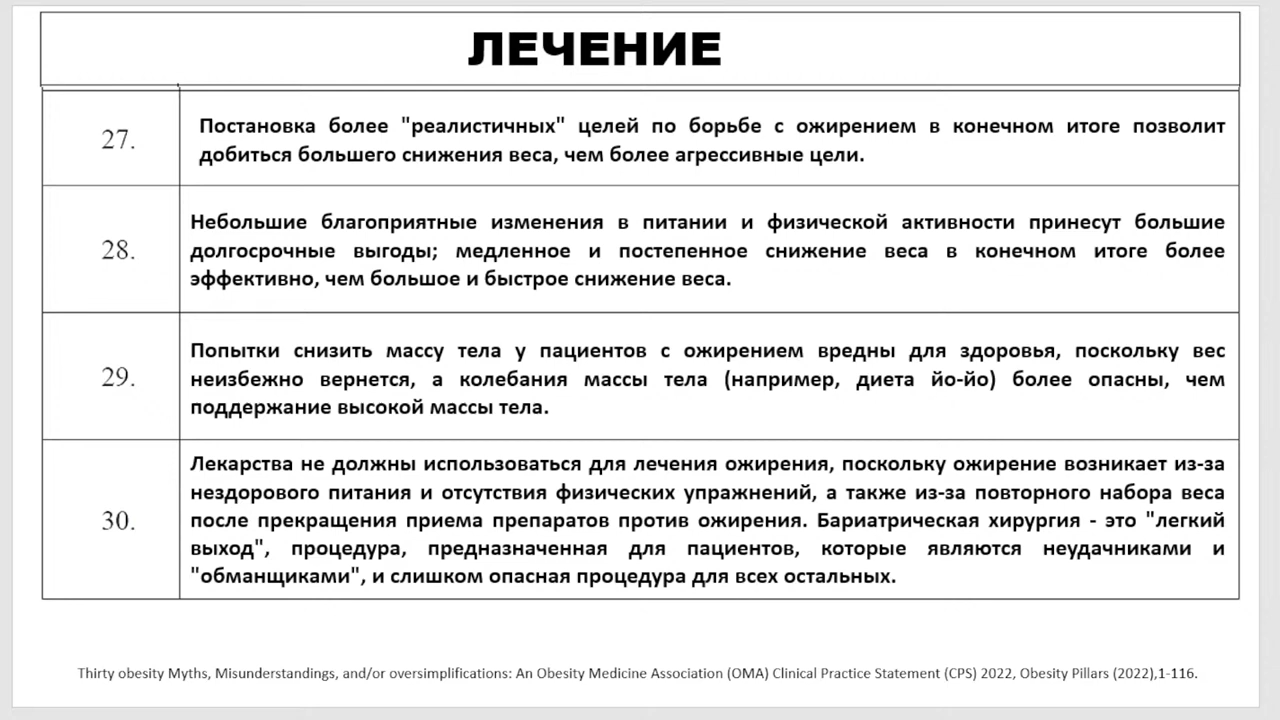 ЛЕЧЕНИЕ
27.
Постановка более "реалистичных" целей по борьбе с ожирением в конечном итоге позволит
добиться большего снижения веса, чем более агрессивные цели.
28.
Небольшие благоприятные изменения в питании и физической активности принесут большие
долгосрочные выгоды; медленное и постепенное снижение веса в конечном итоге более
эффективно, чем большое и быстрое снижение веса.
29.
Попытки снизить массу тела у пациентов с ожирением вредны для здоровья, поскольку вес
неизбежно вернется, а колебания массы тела (например, диета йо-йо) более опасны, чем
поддержание высокой массы тела.
30.
Лекарства не должны использоваться для лечения ожирения, поскольку ожирение возникает из-за
нездорового питания и отсутствия физических упражнений, а также из-за повторного набора веса
после прекращения приема препаратов против ожирения. Бариатрическая хирургия - это "легкий
выход", процедура, предназначенная для пациентов, которые являются неудачниками и
"обманщиками", и слишком опасная процедура для всех остальных.
Thirty obesity Myths, Misunderstandings, and/or oversimplifications: An Obesity Medicine Association (OMA) Clinical Practice Statement (CPS) 2022, Obesity Pillars (2022),1-116.